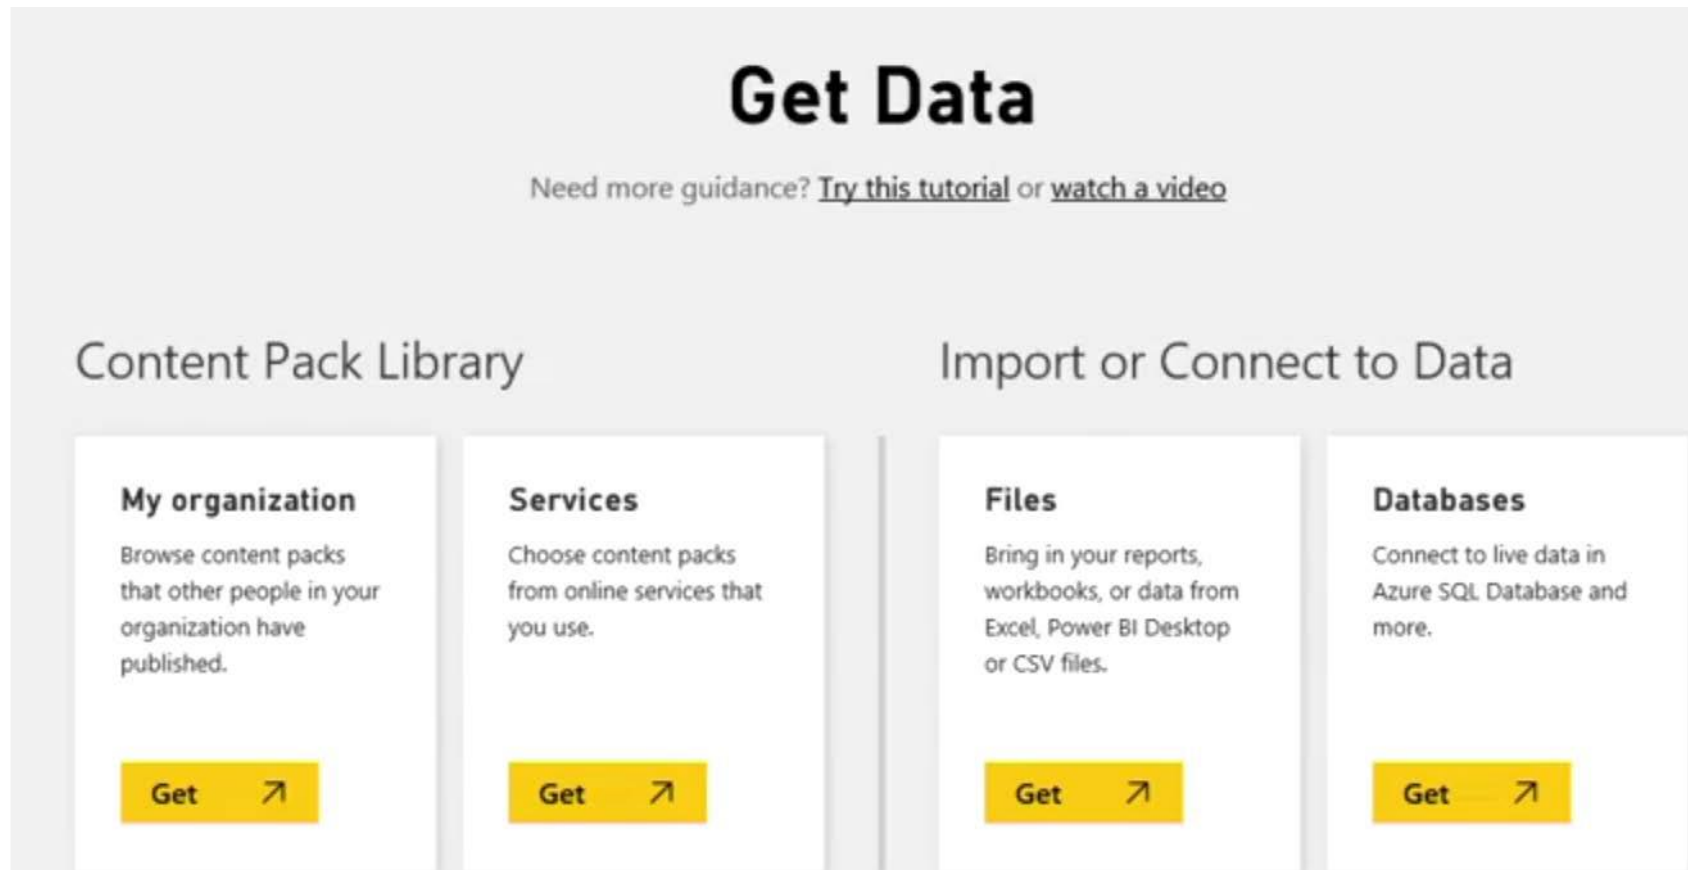 Get Data
Need more guidance? Try this tutorial or watch a video
Content Pack Library
My organization
Browse content packs
that other people in your
organization have
published.
Get
Services
Choose content packs
from online services that
you use.
Get
Import or Connect to Data
Files
Bring in your reports,
workbooks, or data from
Excel, Power BI Desktop
or CSV files.
Get
Databases
Connect to live data in
Azure SQL Database and
more.
Get